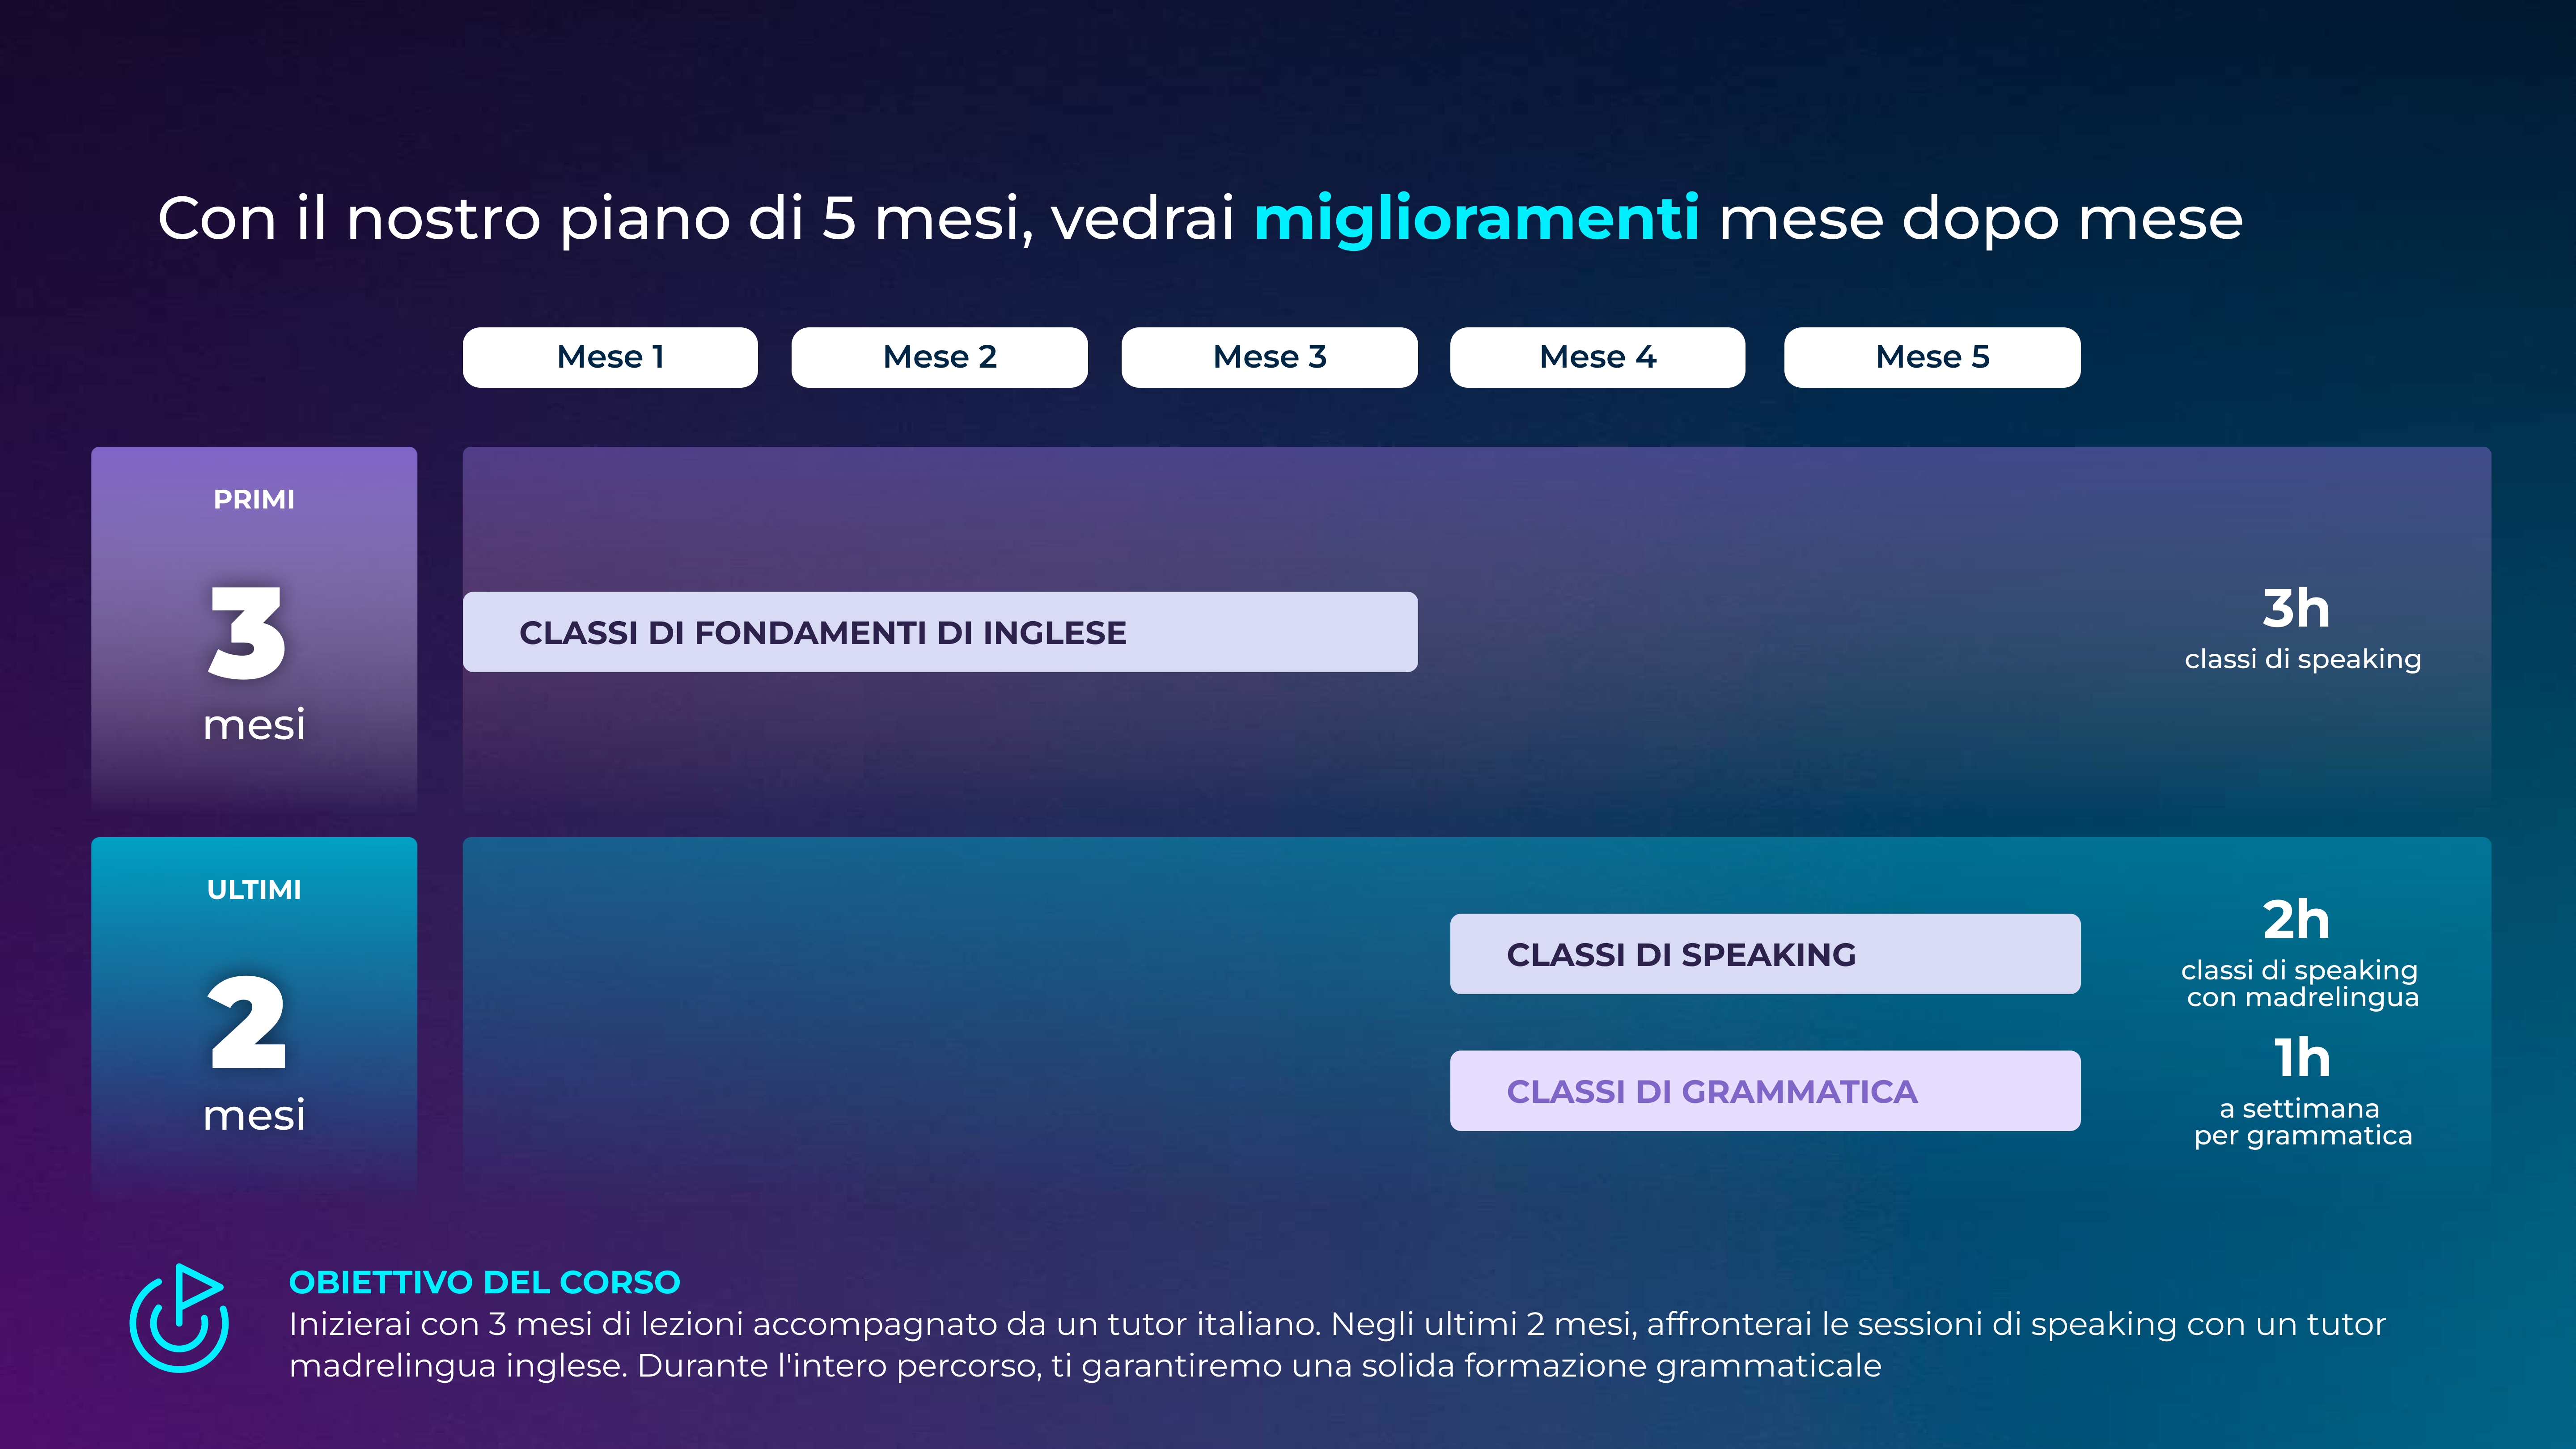 Con il nostro piano di 5 mesi, vedrai miglioramenti mese dopo mese
Mese 1
Mese 2
Mese 3
Mese 4
Mese 5
PRIMI
3
mesi
CLASSI DI FONDAMENTI DI INGLESE
3h
classi di speaking
ULTIMI
2
mesi
CLASSI DI SPEAKING
2h
classi di speaking
con madrelingua
CLASSI DI GRAMMATICA
1h
a settimana
per grammatica
OBIETTIVO DEL CORSO
Inizierai con 3 mesi di lezioni accompagnato da un tutor italiano. Negli ultimi 2 mesi, affronterai le sessioni di speaking con un tutor
madrelingua inglese. Durante l'intero percorso, ti garantiremo una solida formazione grammaticale